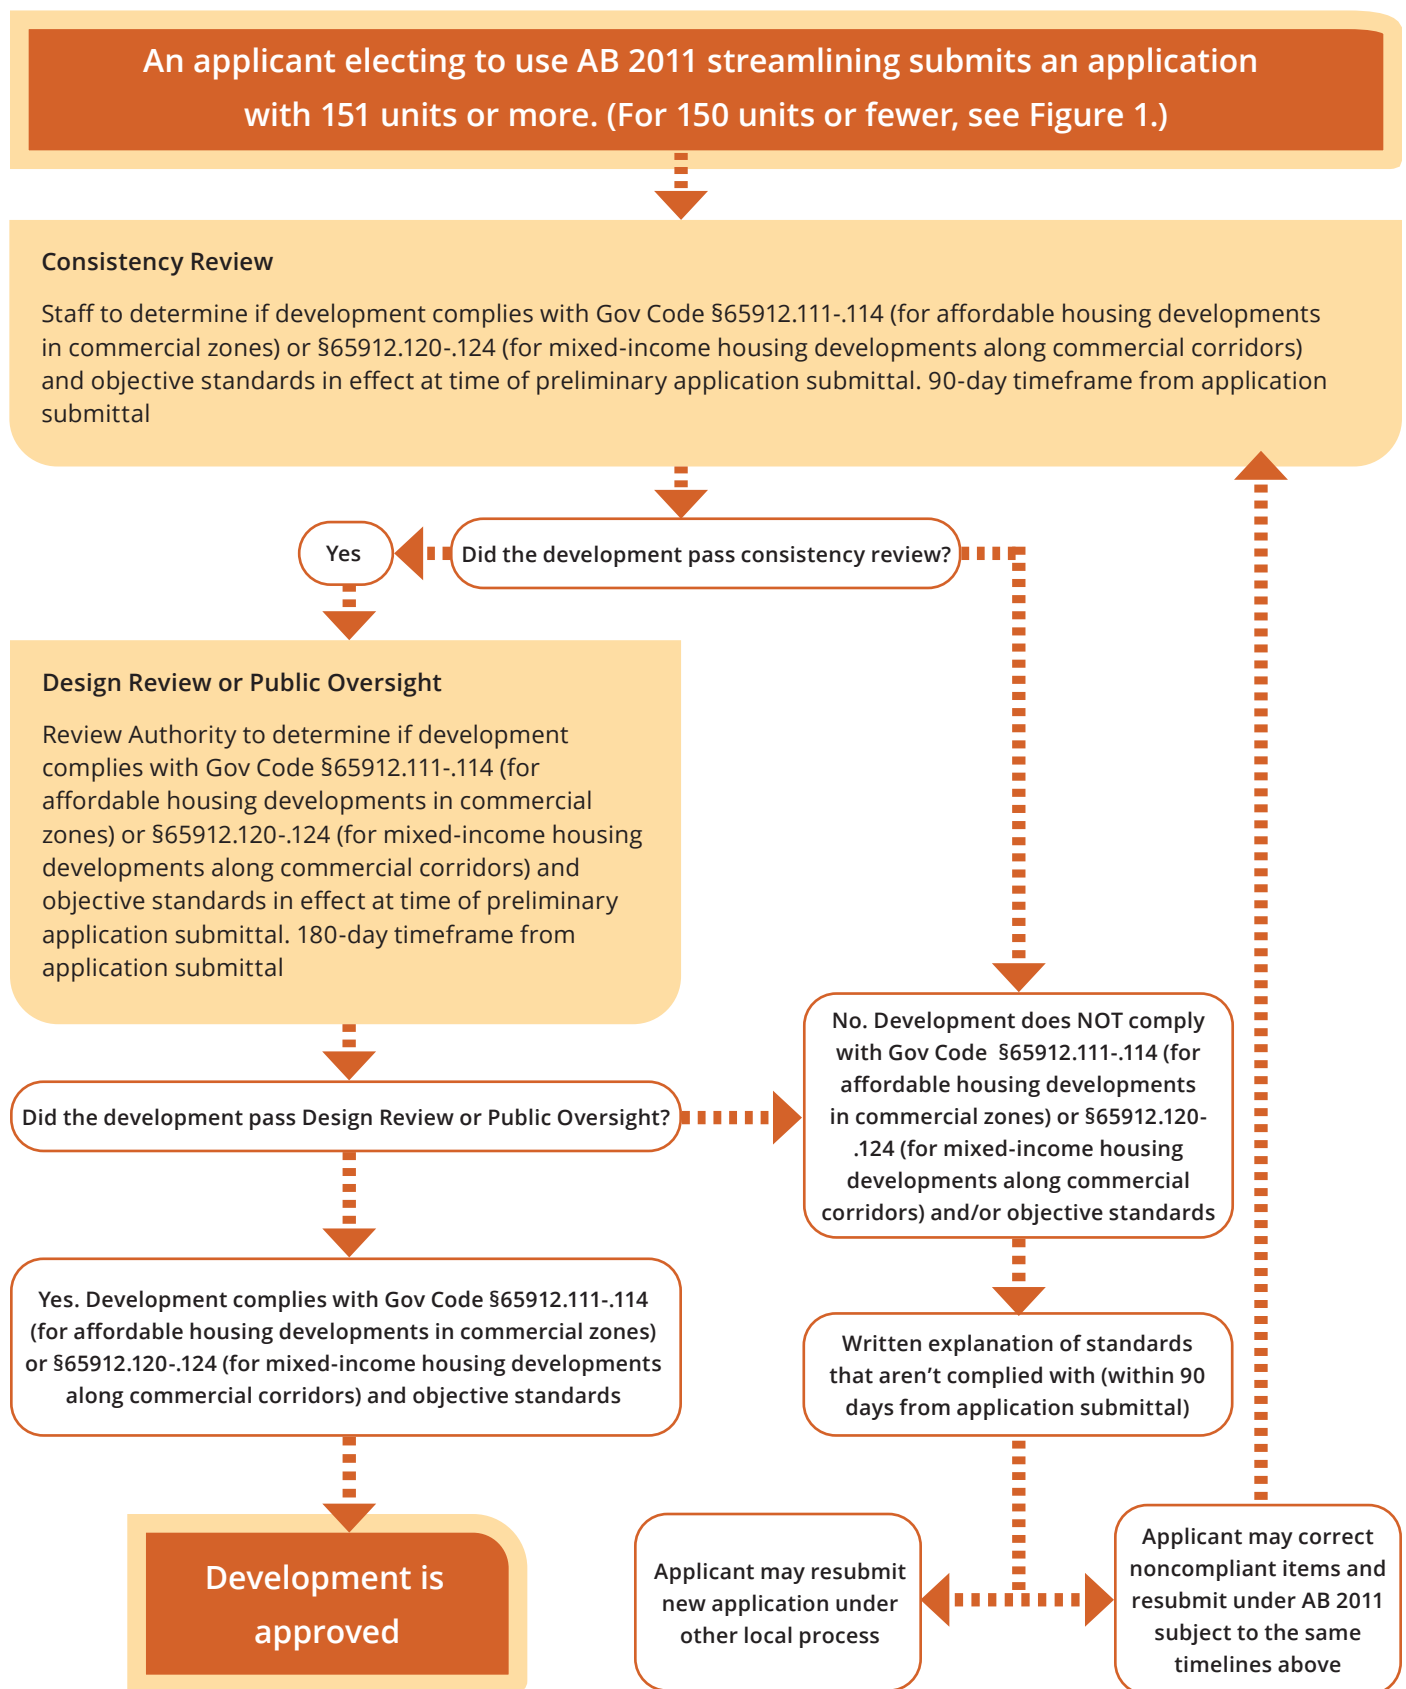 An applicant electing to use AB 2011 streamlining submits an application
with 151 units or more. (For 150 units or fewer, see Figure 1.)
Consistency Review
Staff to determine if development complies with Gov Code §65912.111-.114 (for affordable housing developments
in commercial zones) or §65912.120-.124 (for mixed-income housing developments along commercial corridors)
and objective standards in effect at time of preliminary application submittal. 90-day timeframe from application
submittal
Yes
Did the development pass consistency review?
Design Review or Public Oversight
Review Authority to determine if development
complies with Gov Code §65912.111-.114 (for
affordable housing developments in commercial
zones) or §65912.120-.124 (for mixed-income housing
developments along commercial corridors) and
objective standards in effect at time of preliminary
application submittal. 180-day timeframe from
application submittal
Did the development pass Design Review or Public Oversight?
No. Development does NOT comply
with Gov Code §65912.111-.114 (for
affordable housing developments
in commercial zones) or §65912.120-
.124 (for mixed-income housing
developments along commercial
corridors) and/or objective standards
Yes. Development complies with Gov Code §65912.111-.114
(for affordable housing developments in commercial zones)
or §65912.120-.124 (for mixed-income housing developments
along commercial corridors) and objective standards
Written explanation of standards
that aren’t complied with (within 90
days from application submittal)
Development is
approved
Applicant may resubmit
new application under
other local process
Applicant may correct
noncompliant items and
resubmit under AB 2011
subject to the same
timelines above